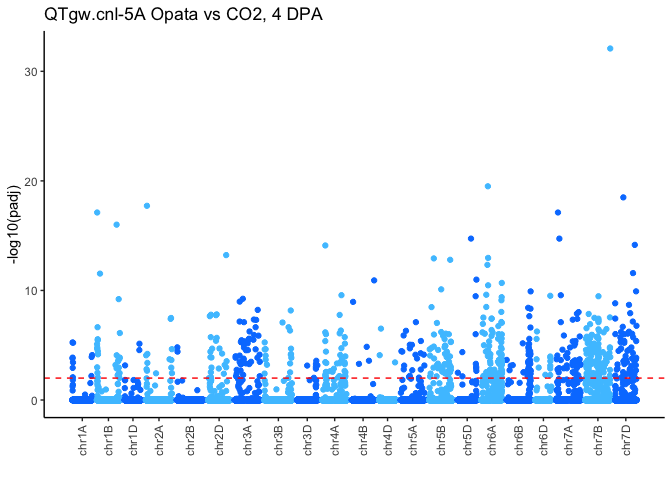 QTgw.cnl-5A Opata vs CO2, 4 DPA
-log10(padj)
30
20
10
0
chr1A
chr1B
chr1D
chr2A
chr2B
chr2D
chr3A
chr3B
chr3D
chr4A
chr4B
chr4D
chr5A
chr5B
chr5D
chr6A
chr6B
chr6D
chr7A
chr7B
chr7D